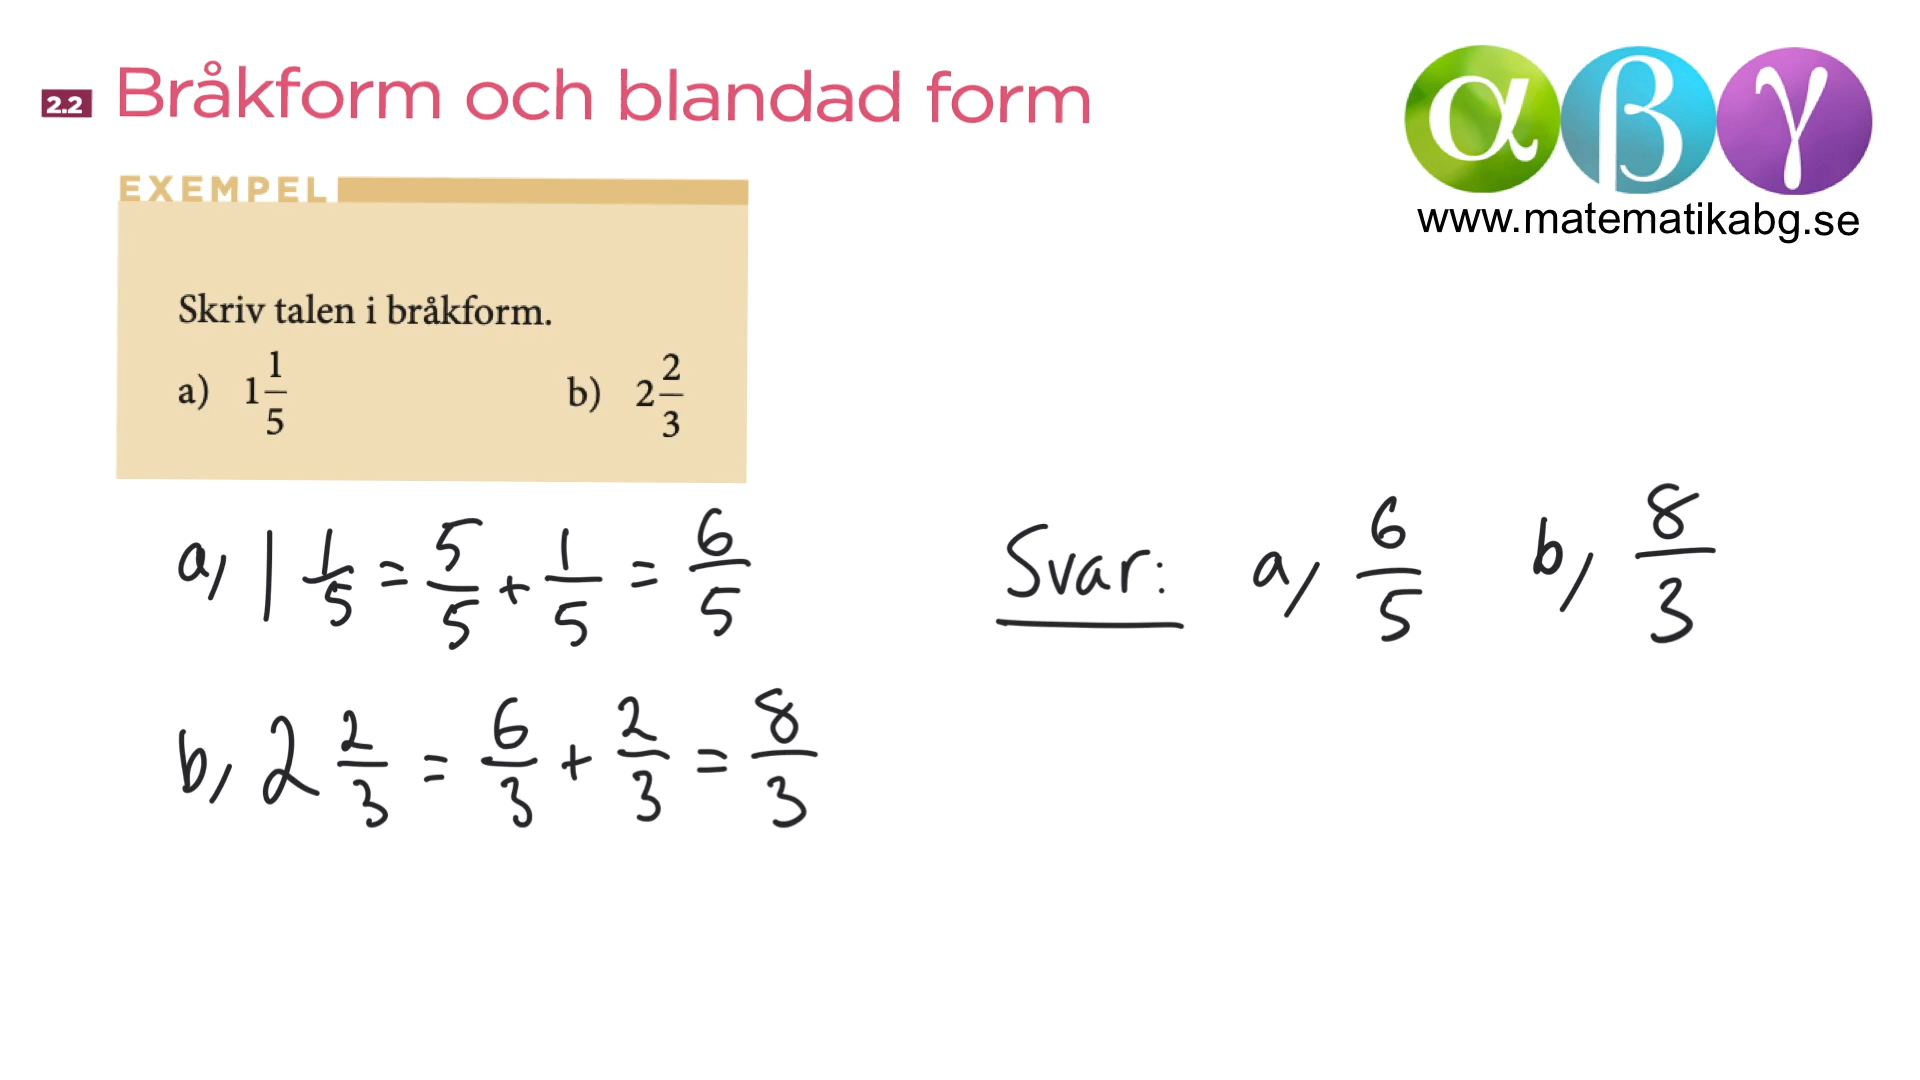 2.2 Bråkform och blandad form
α β γ
www.matematikabg.se
EXEMPEL
Skriv talen i bråkform.
a) 1 1/5 b) 2 2/3
a, 1 1/5 = 5/5 + 1/5 = 6/5
b, 2 2/3 = 6/3 + 2/3 = 8/3
Svar: a, 6/5 b, 8/3